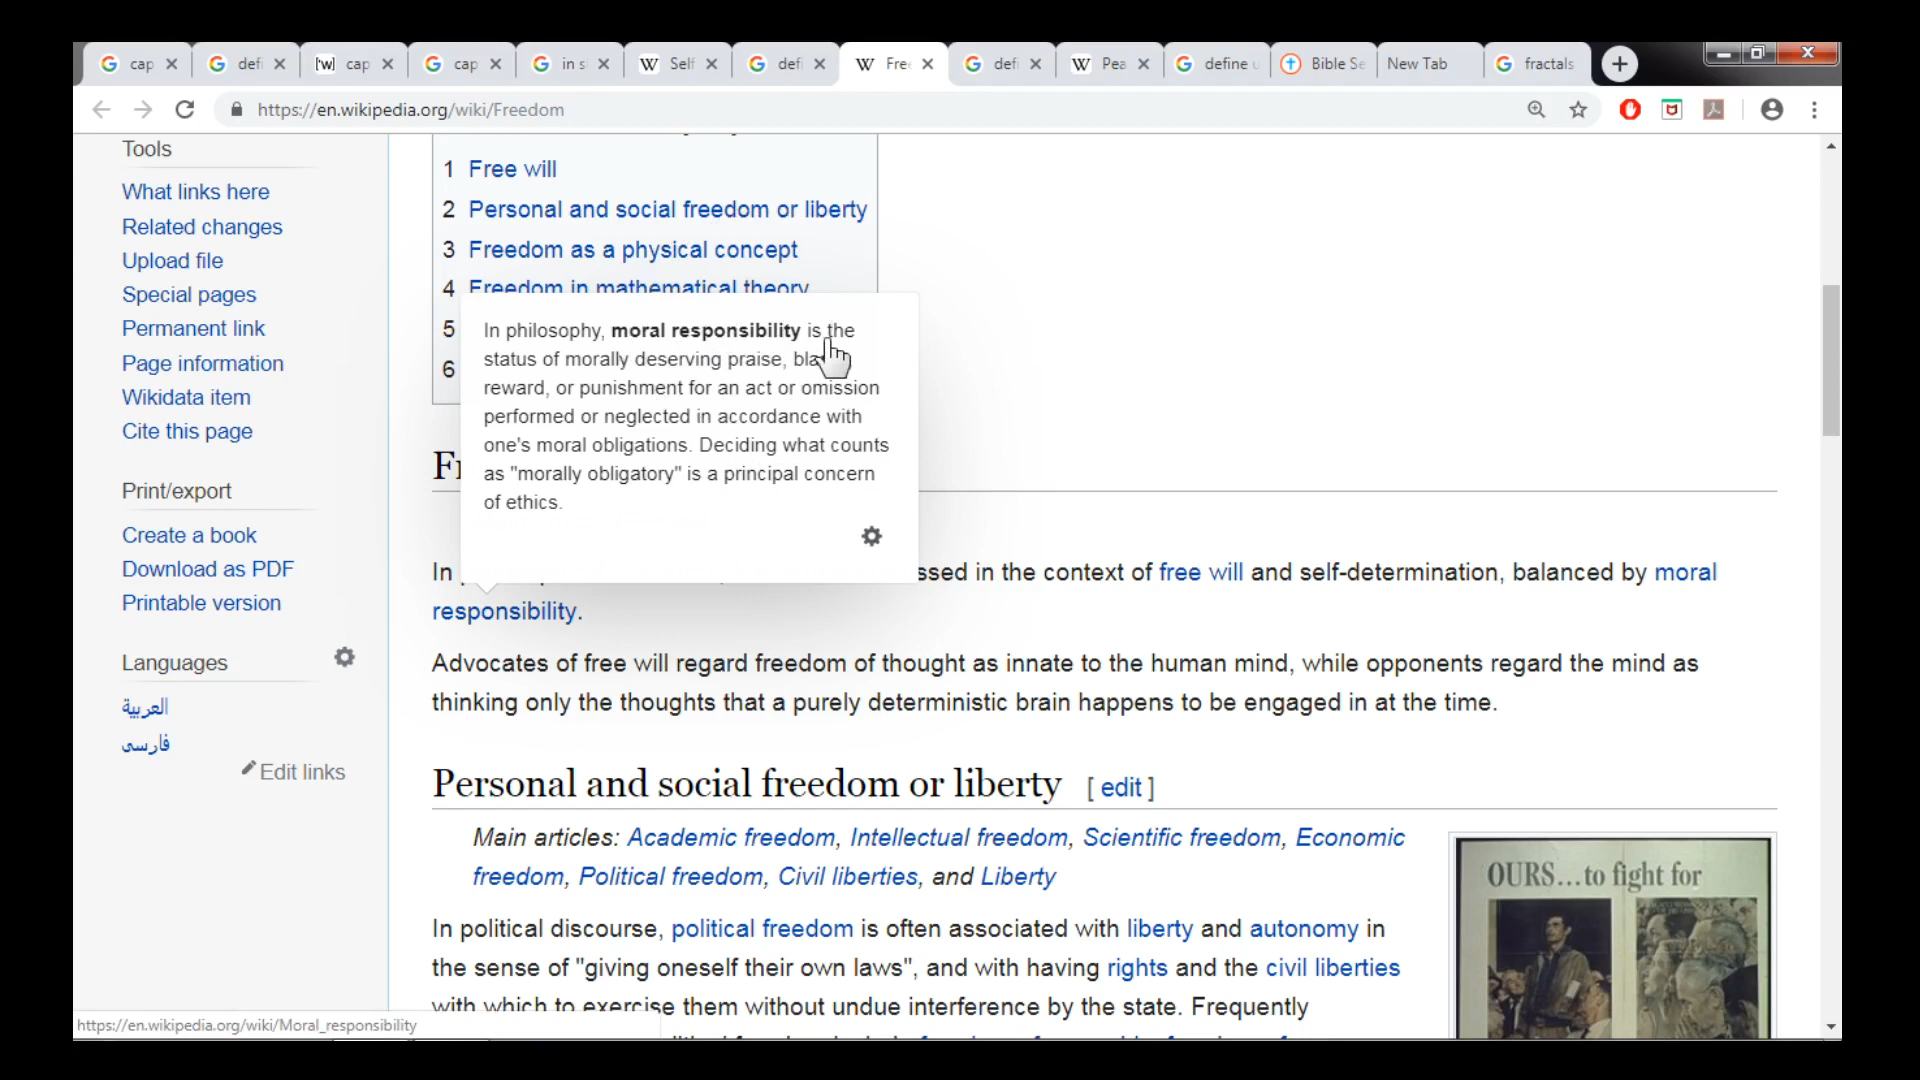 cap
defi
cap
cap
in s
Self
defi
Free
defi
Pea
define u
Bible Se
New Tab
fractals
https://en.wikipedia.org/wiki/Freedom
Tools
What links here
Related changes
Upload file
Special pages
Permanent link
Page information
Wikidata item
Cite this page
Print/export
Create a book
Download as PDF
Printable version
Languages
العربية
فارسی
Edit links
1 Free will
2 Personal and social freedom or liberty
3 Freedom as a physical concept
4 Freedom in mathematical theory
5
6
In philosophy, moral responsibility is the
status of morally deserving praise,
reward, or punishment for an act or omission
performed or neglected in accordance with
one's moral obligations. Deciding what counts
as "morally obligatory" is a principal concern
of ethics.
In
ssed in the context of free will and self-determination, balanced by moral
responsibility.
Advocates of free will regard freedom of thought as innate to the human mind, while opponents regard the mind as
thinking only the thoughts that a purely deterministic brain happens to be engaged in at the time.
Personal and social freedom or liberty [ edit ]
Main articles: Academic freedom, Intellectual freedom, Scientific freedom, Economic
freedom, Political freedom, Civil liberties, and Liberty
In political discourse, political freedom is often associated with liberty and autonomy in
the sense of "giving oneself their own laws", and with having rights and the civil liberties
with which to exercise them without undue interference by the state. Frequently
OURS...to fight for
https://en.wikipedia.org/wiki/Moral_responsibility